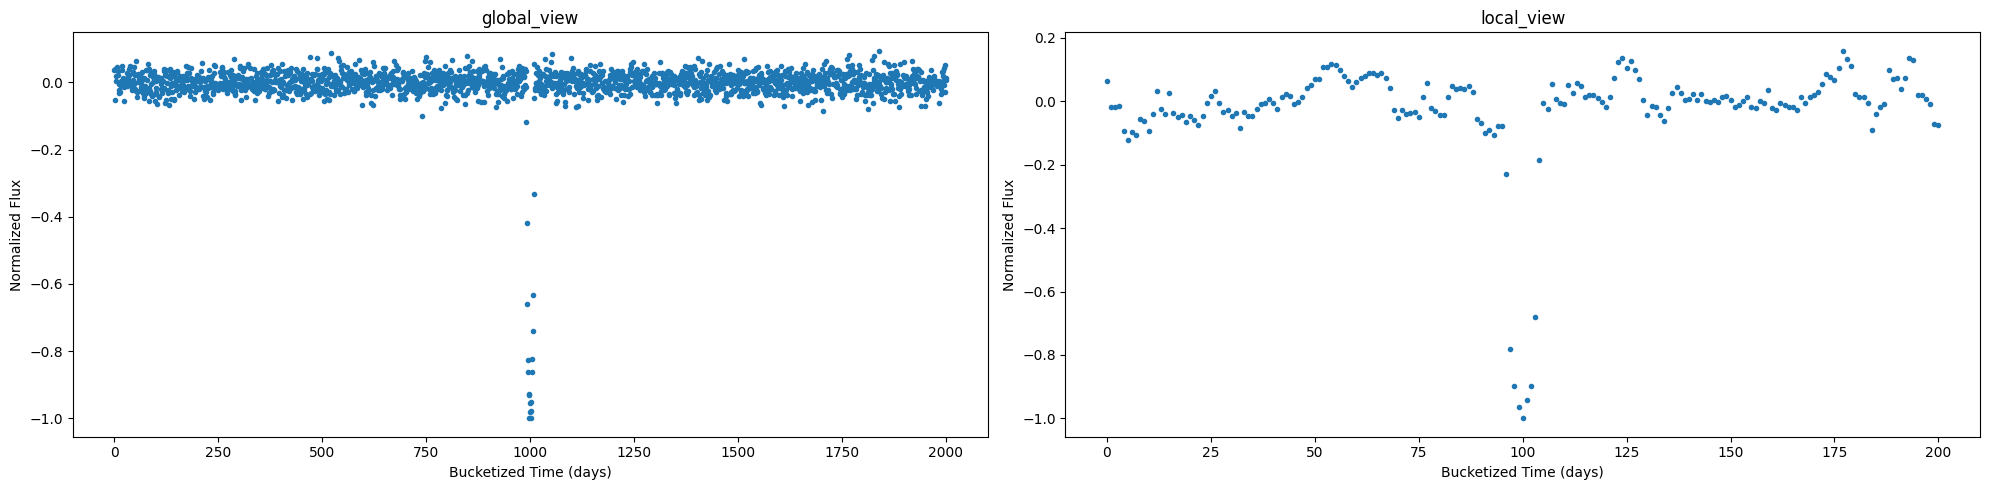 global_view
0.0
−0.2
−0.4
−0.6
−0.8
−1.0
Normalized Flux
0 250 500 750 1000 1250 1500 1750 2000
Bucketized Time (days)
local_view
0.2
0.0
−0.2
−0.4
−0.6
−0.8
−1.0
Normalized Flux
0 25 50 75 100 125 150 175 200
Bucketized Time (days)